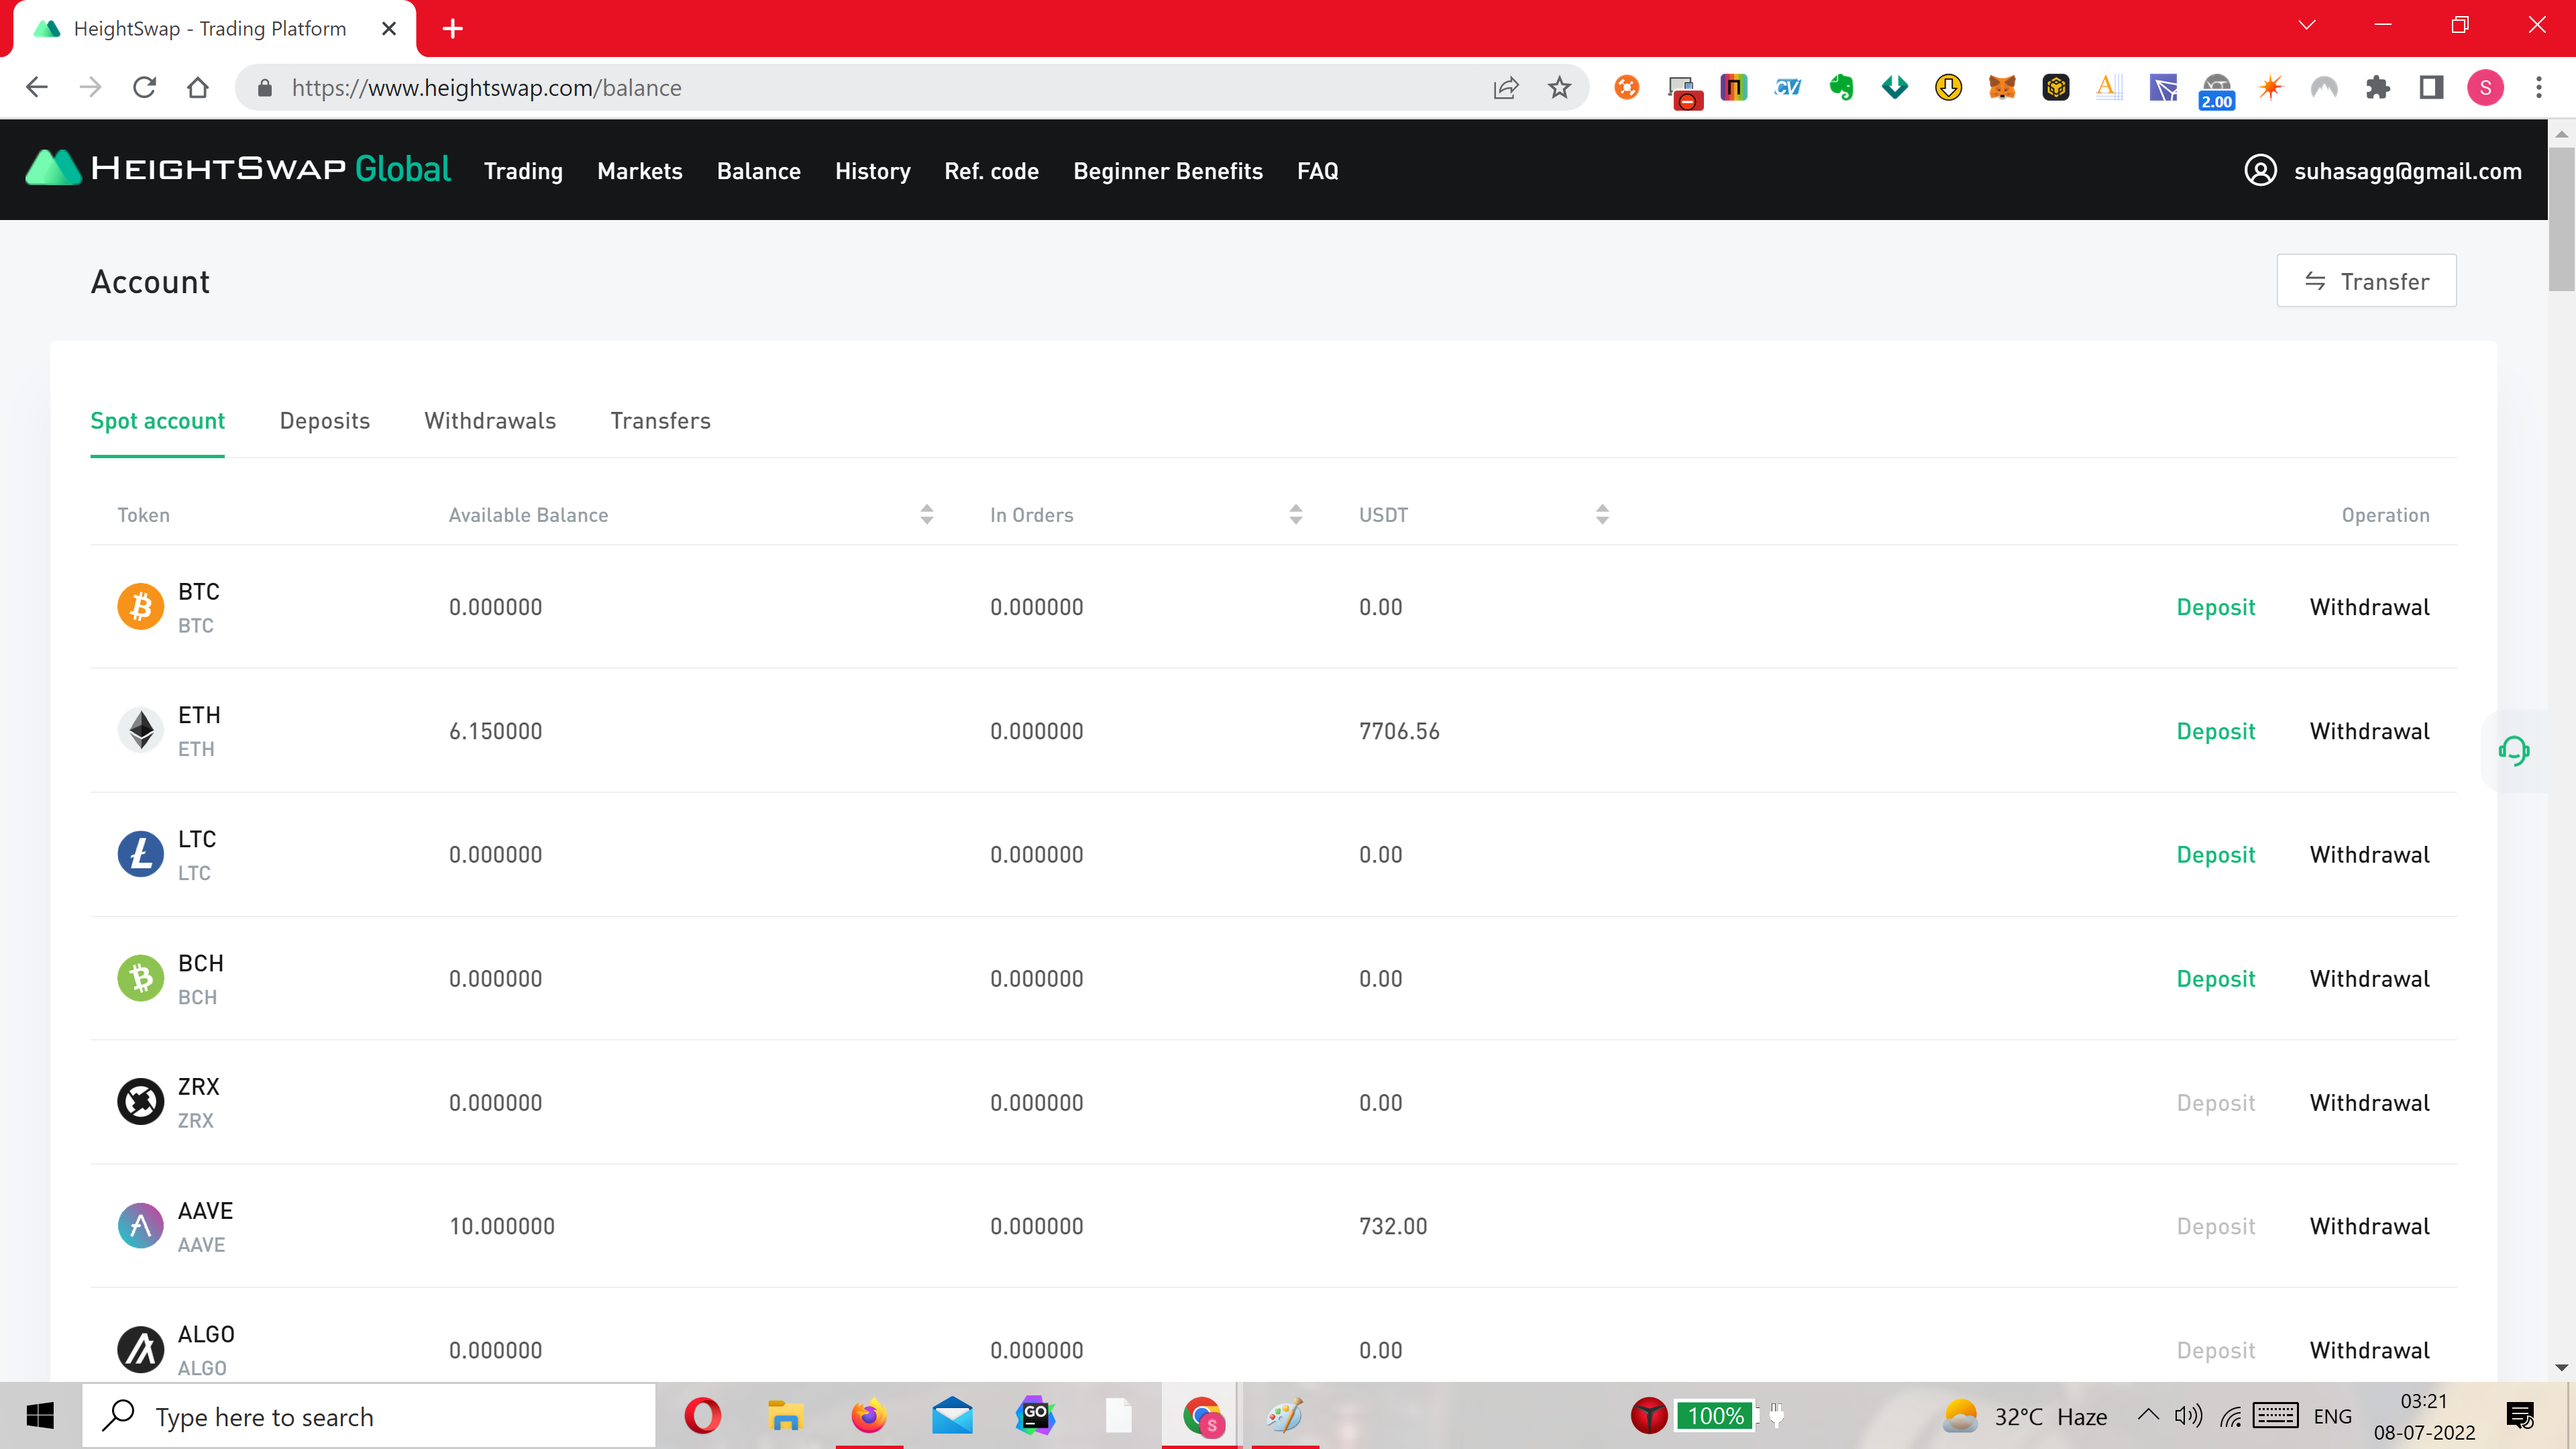 HeightSwap - Trading Platform
https://www.heightswap.com/balance
2.00
S
HEIGHTSWAP Global Trading Markets Balance History Ref. code Beginner Benefits FAQ suhasagg@gmail.com
Account
Transfer
Spot account Deposits Withdrawals Transfers
Token Available Balance In Orders USDT Operation
BTC
BTC
0.000000 0.000000 0.00 Deposit Withdrawal
ETH
ETH
6.150000 0.000000 7706.56 Deposit Withdrawal
LTC
LTC
0.000000 0.000000 0.00 Deposit Withdrawal
BCH
BCH
0.000000 0.000000 0.00 Deposit Withdrawal
ZRX
ZRX
0.000000 0.000000 0.00 Deposit Withdrawal
AAVE
AAVE
10.000000 0.000000 732.00 Deposit Withdrawal
ALGO
ALGO
0.000000 0.000000 0.00 Deposit Withdrawal
Type here to search
GO
S
100%
32°C Haze
ENG
03:21
08-07-2022